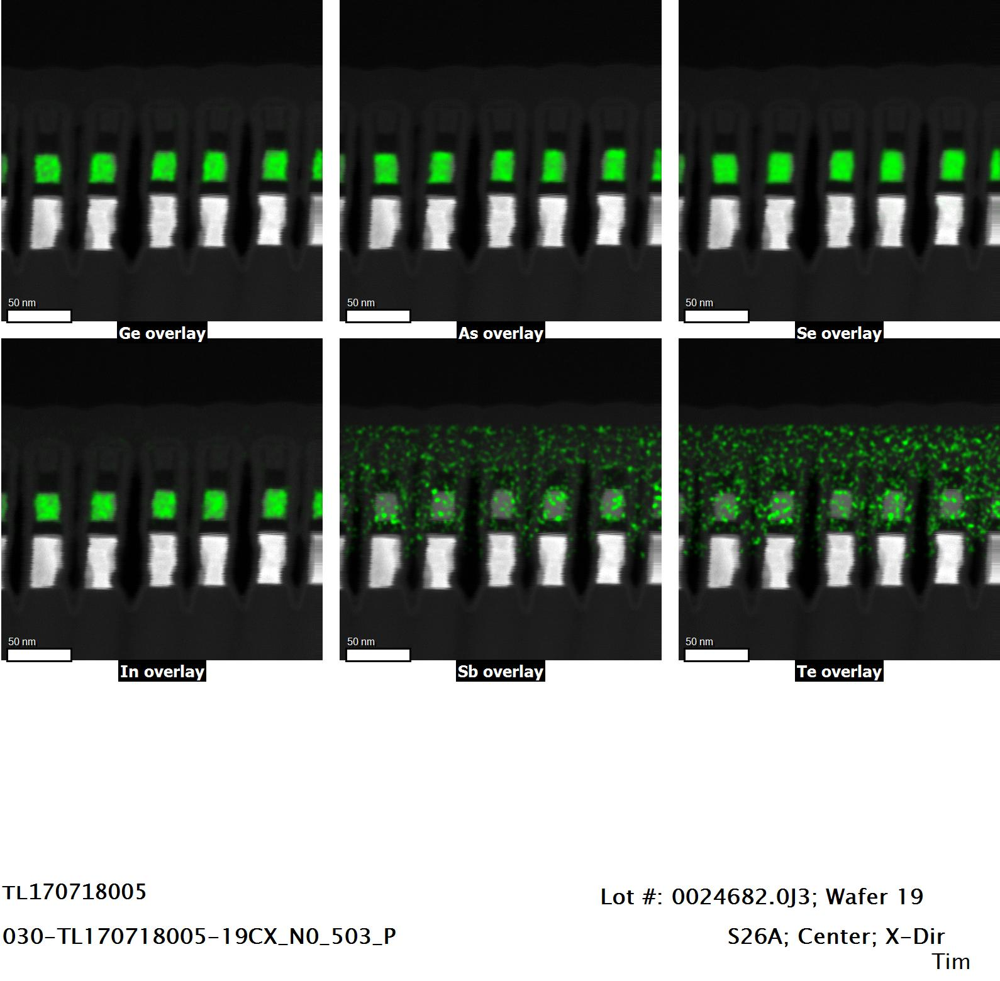 50 nm
50 nm
50 nm
Ge overlay
As overlay
Se overlay
50 nm
50 nm
50 nm
In overlay
Sb overlay
Te overlay
TL170718005
Lot #: 0024682.0J3; Wafer 19
030-TL170718005-19CX_N0_503_P
S26A; Center; X-Dir
Tim